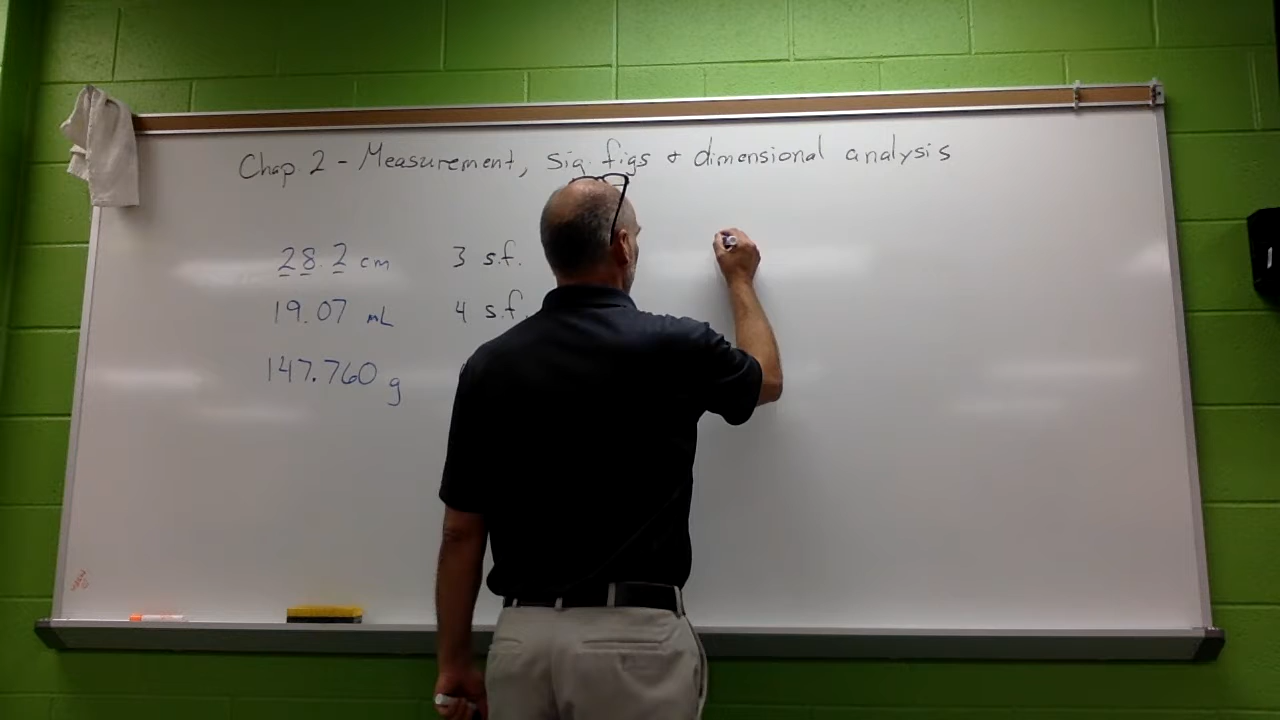 Chap. 2 - Measurement, sig. figs & dimensional analysis
28.2 cm 3 s.f.
19.07 mL 4 s.f.
147.760 g